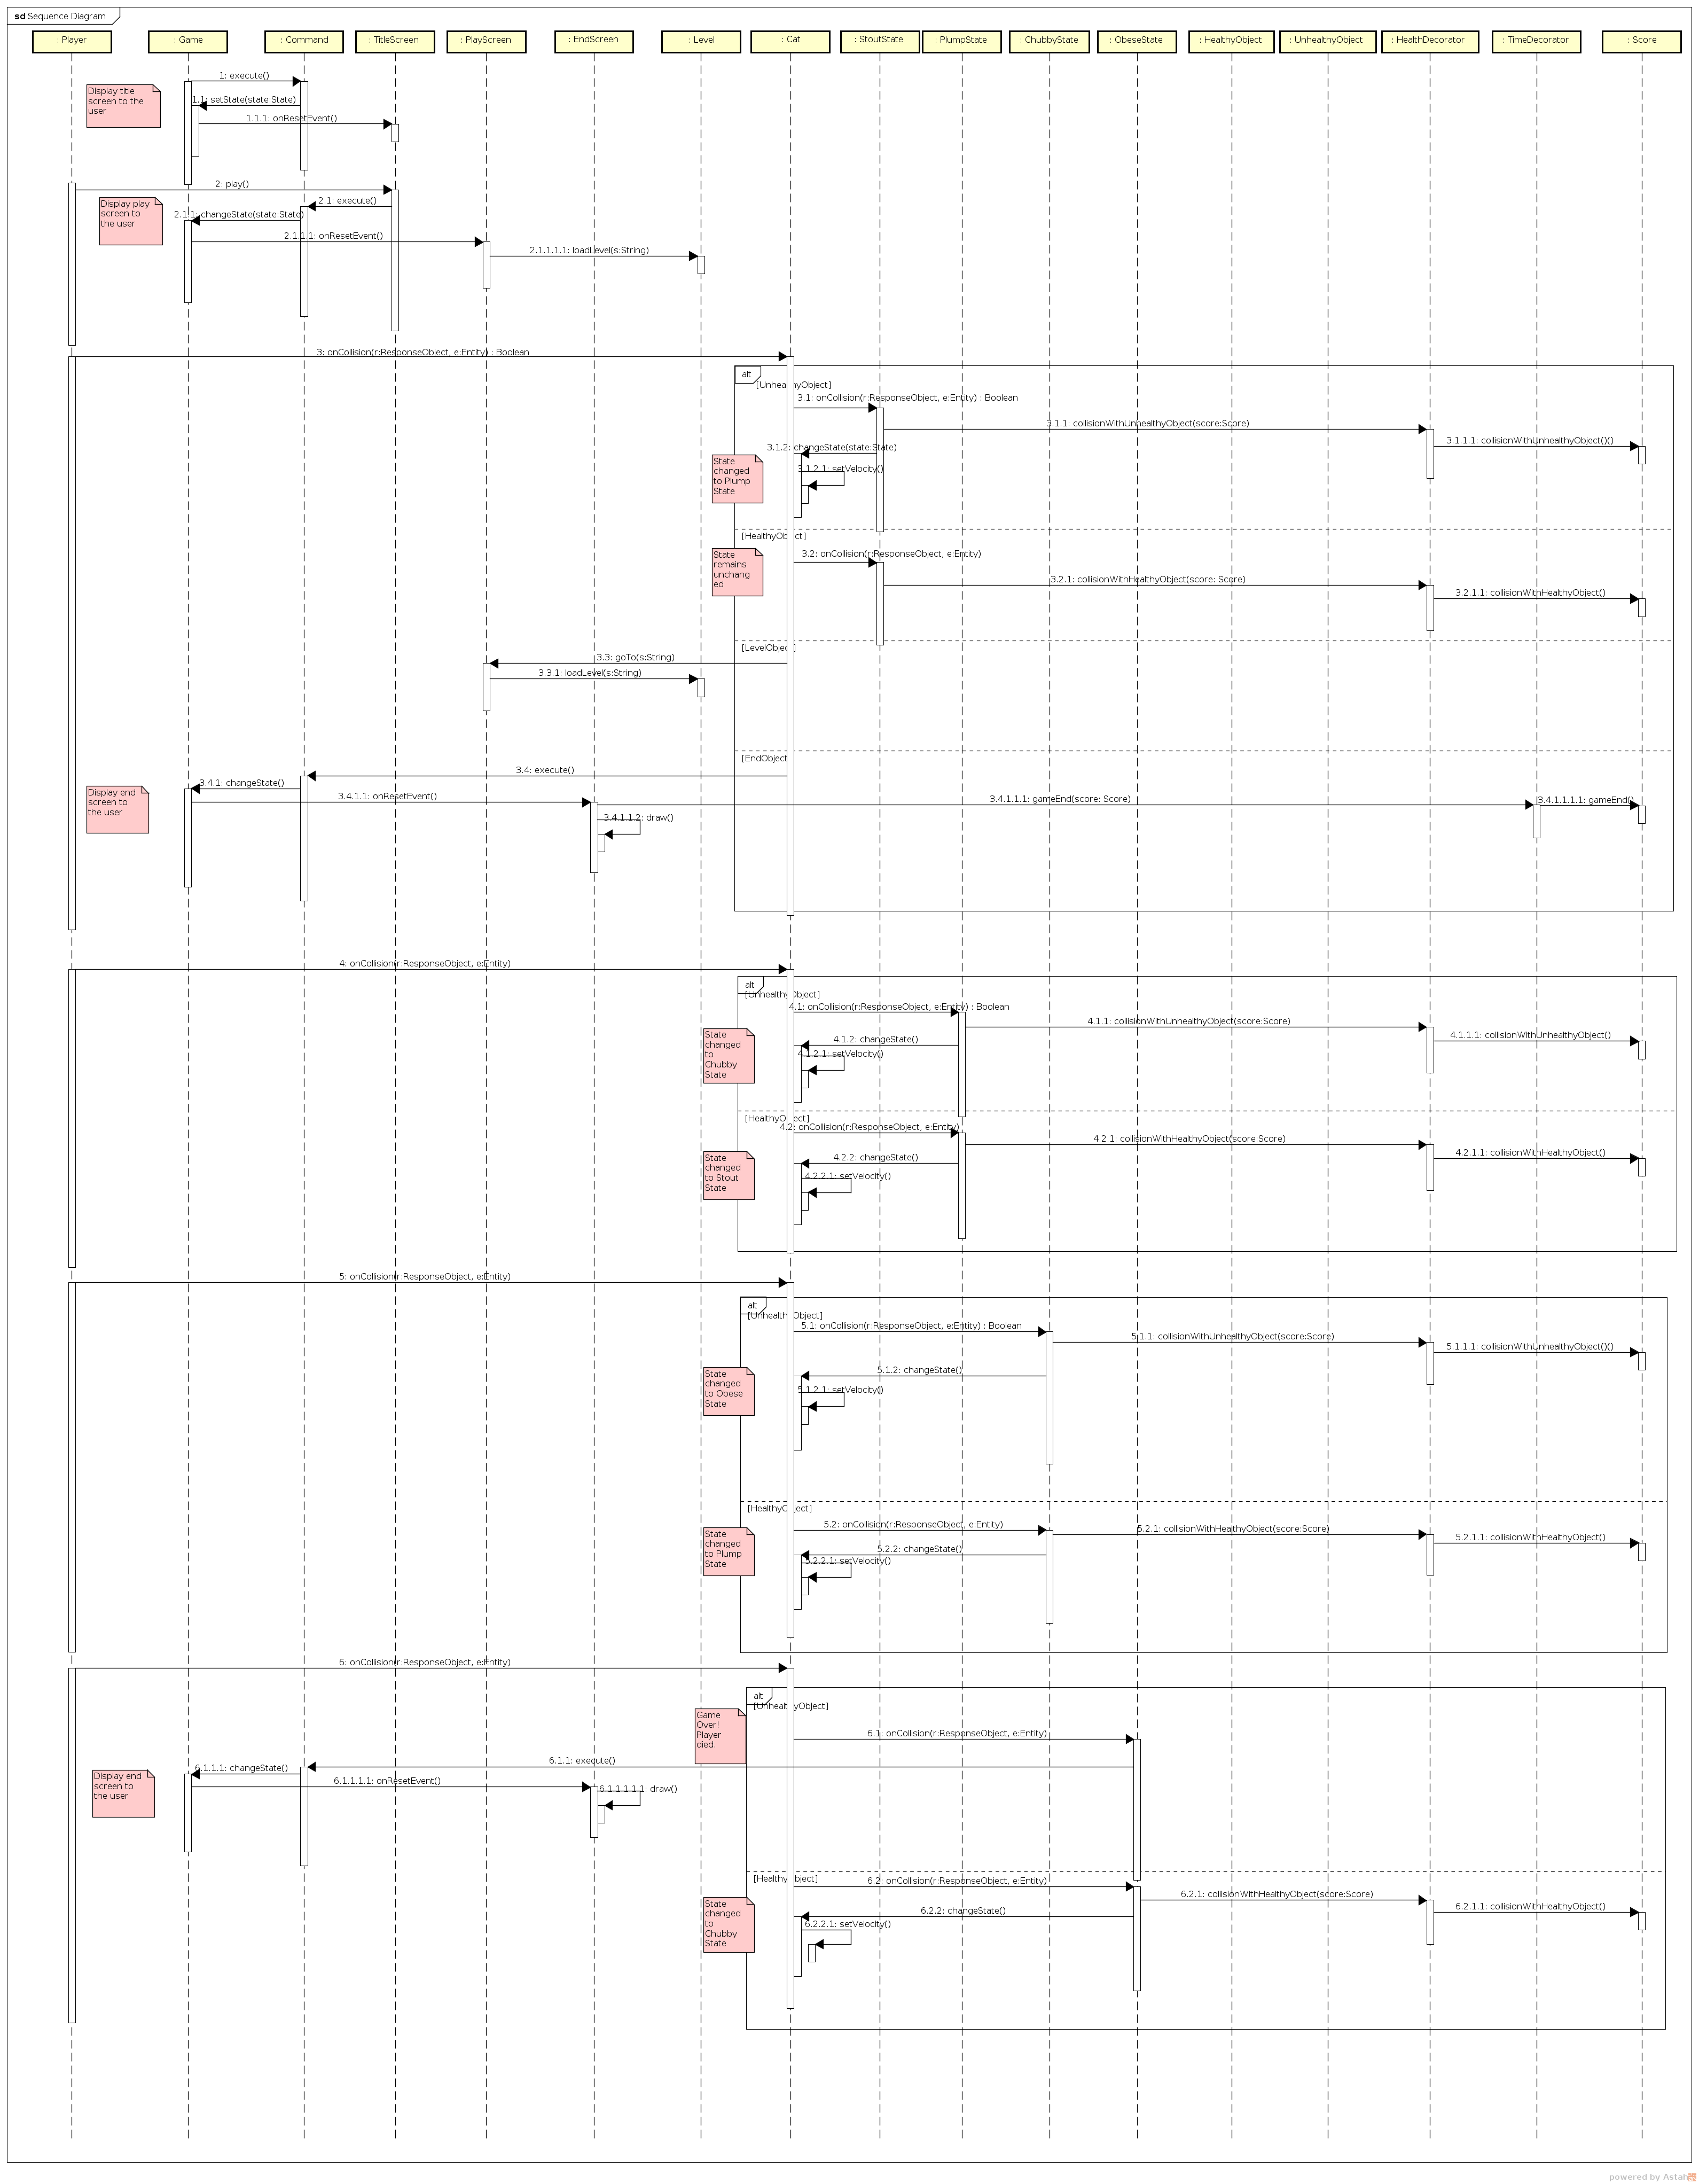 sd Sequence Diagram
: Player
: Game
: Command
: TitleScreen
: PlayScreen
: EndScreen
: Level
: Cat
: StoutState
: PlumpState
: ChubbyState
: ObeseState
: HealthyObject
: UnhealthyObject
: HealthDecorator
: TimeDecorator
: Score
1: execute()
Display title
screen to the
user
1.1: setState(state:State)
1.1.1: onResetEvent()
2: play()
Display play
screen to
the user
2.1: execute()
2.1.1: changeState(state:State)
2.1.1.1: onResetEvent()
2.1.1.1.1: loadLevel(s:String)
3: onCollision(r:ResponseObject, e:Entity) : Boolean
alt
[UnhealthyObject]
3.1: onCollision(r:ResponseObject, e:Entity) : Boolean
3.1.1: collisionWithUnhealthyObject(score:Score)
3.1.1.1: collisionWithUnhealthyObject()()
3.1.2: changeState(state:State)
State
changed
to Plump
State
3.1.2.1: setVelocity()
[HealthyObject]
State
remains
unchang
ed
3.2: onCollision(r:ResponseObject, e:Entity)
3.2.1: collisionWithHealthyObject(score: Score)
3.2.1.1: collisionWithHealthyObject()
[LevelObject]
3.3: goTo(s:String)
3.3.1: loadLevel(s:String)
[EndObject]
3.4: execute()
3.4.1: changeState()
Display end
screen to
the user
3.4.1.1: onResetEvent()
3.4.1.1.1: gameEnd(score: Score)
3.4.1.1.1.1: gameEnd()
3.4.1.1.2: draw()
4: onCollision(r:ResponseObject, e:Entity)
alt
[UnhealthyObject]
4.1: onCollision(r:ResponseObject, e:Entity) : Boolean
4.1.1: collisionWithUnhealthyObject(score:Score)
4.1.1.1: collisionWithUnhealthyObject()
State
changed
to
Chubby
State
4.1.2: changeState()
4.1.2.1: setVelocity()
[HealthyObject]
4.2: onCollision(r:ResponseObject, e:Entity)
4.2.1: collisionWithHealthyObject(score:Score)
4.2.1.1: collisionWithHealthyObject()
State
changed
to Stout
State
4.2.2: changeState()
4.2.2.1: setVelocity()
5: onCollision(r:ResponseObject, e:Entity)
alt
[UnhealthyObject]
5.1: onCollision(r:ResponseObject, e:Entity) : Boolean
5.1.1: collisionWithUnhealthyObject(score:Score)
5.1.1.1: collisionWithUnhealthyObject()()
State
changed
to Obese
State
5.1.2: changeState()
5.1.2.1: setVelocity()
[HealthyObject]
5.2: onCollision(r:ResponseObject, e:Entity)
5.2.1: collisionWithHealthyObject(score:Score)
5.2.1.1: collisionWithHealthyObject()
State
changed
to Plump
State
5.2.2: changeState()
5.2.2.1: setVelocity()
6: onCollision(r:ResponseObject, e:Entity)
alt
[UnhealthyObject]
Game
Over!
Player
died.
6.1: onCollision(r:ResponseObject, e:Entity)
6.1.1: execute()
6.1.1.1: changeState()
Display end
screen to
the user
6.1.1.1.1: onResetEvent()
6.1.1.1.1.1: draw()
[HealthyObject]
6.2: onCollision(r:ResponseObject, e:Entity)
6.2.1: collisionWithHealthyObject(score:Score)
6.2.1.1: collisionWithHealthyObject()
State
changed
to
Chubby
State
6.2.2: changeState()
6.2.2.1: setVelocity()
powered by Astah